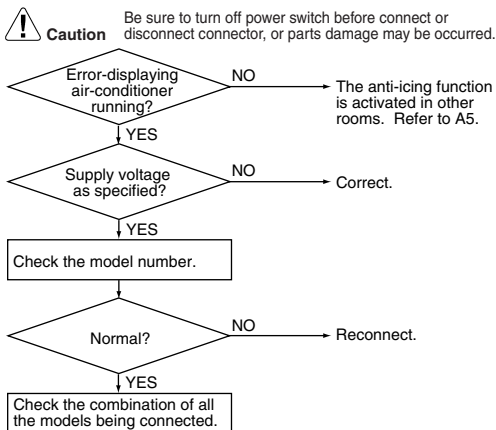 Caution
Be sure to turn off power switch before connect or
disconnect connector, or parts damage may be occurred.
Error-displaying
air-conditioner
running?
NO
The anti-icing function
is activated in other
rooms. Refer to A5.
YES
Supply voltage
as specified?
NO
Correct.
YES
Check the model number.
Normal?
NO
Reconnect.
YES
Check the combination of all
the models being connected.